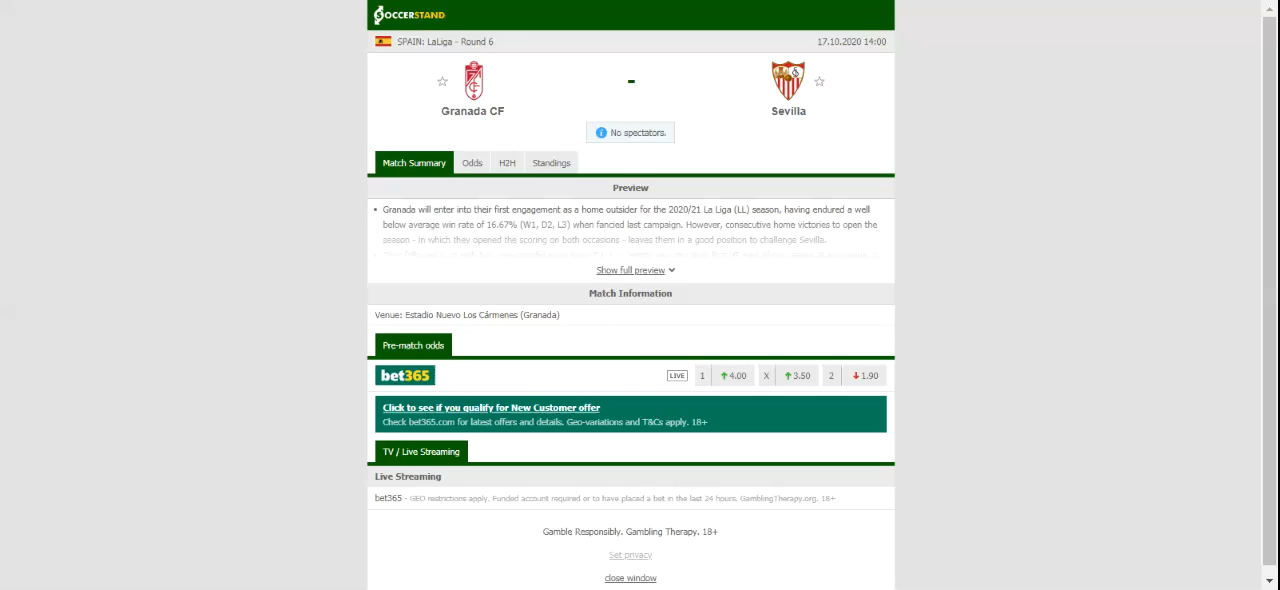 SOCCERSTAND
SPAIN: LaLiga - Round 6 17.10.2020 14:00
-
Granada CF Sevilla
No spectators.
Match Summary Odds H2H Standings
Preview
• Granada will enter into their first engagement as a home outsider for the 2020/21 La Liga (LL) season, having endured a well
below average win rate of 16.67% (W1, D2, L3) when fancied last campaign. However, consecutive home victories to open the
season - in which they opened the scoring on both occasions - leaves them in a good position to challenge Sevilla.
Show full preview
Match Information
Venue: Estadio Nuevo Los Cármenes (Granada)
Pre-match odds
bet365 LIVE 1 4.00 X 3.50 2 1.90
Click to see if you qualify for New Customer offer
Check bet365.com for latest offers and details. Geo-variations and T&Cs apply. 18+
TV / Live Streaming
Live Streaming
bet365 - GEO restrictions apply. Funded account required or to have placed a bet in the last 24 hours. GamblingTherapy.org. 18+
Gamble Responsibly. Gambling Therapy. 18+
Set privacy
close window